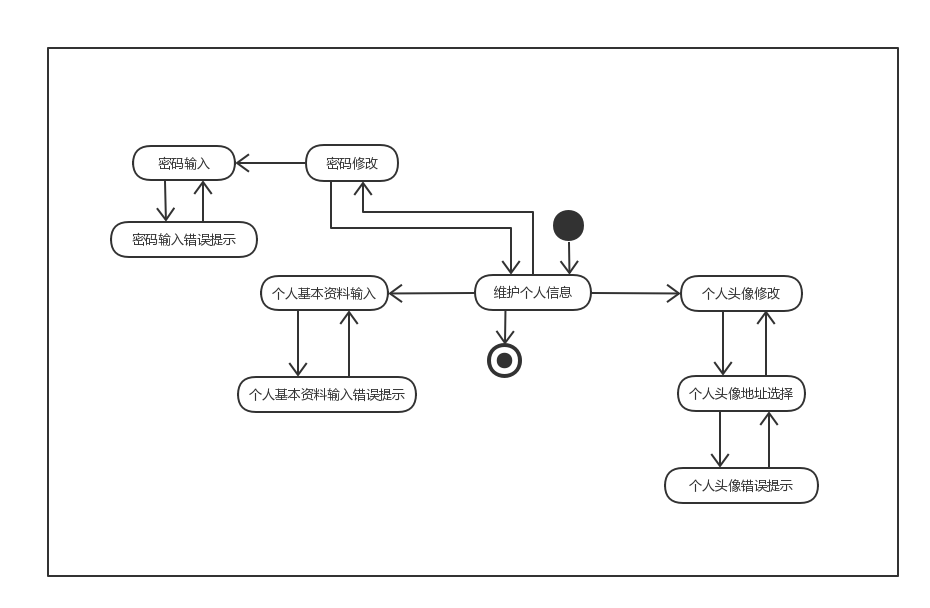 密码输入
密码修改
密码输入错误提示
个人基本资料输入
维护个人信息
个人头像修改
个人基本资料输入错误提示
个人头像地址选择
个人头像错误提示